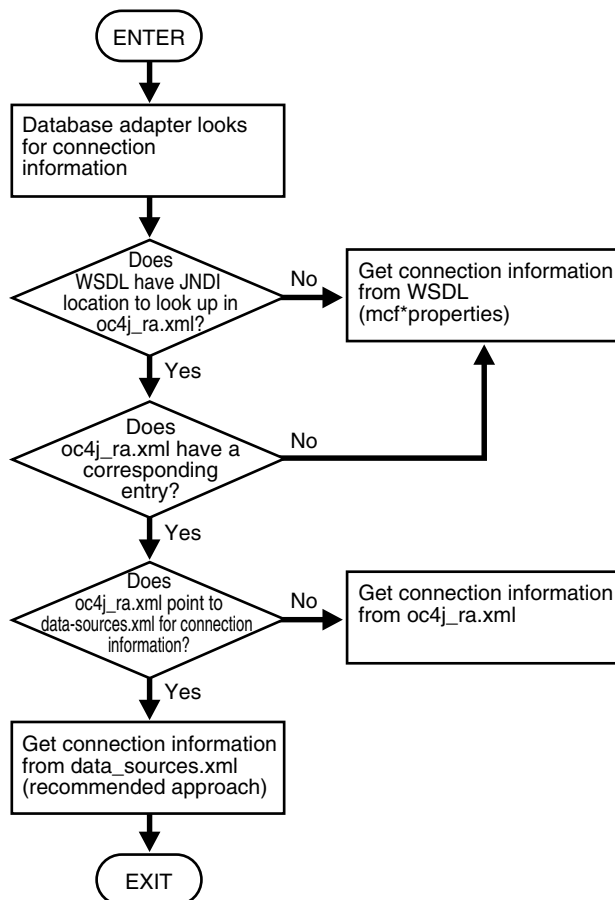 ENTER
Database adapter looks
for connection
information
Does
WSDL have JNDI
location to look up in
oc4j_ra.xml?
No
Get connection information
from WSDL
(mcf*properties)
Yes
Does
oc4j_ra.xml have a
corresponding
entry?
No
Yes
Does
oc4j_ra.xml point to
data-sources.xml for connection
information?
No
Get connection information
from oc4j_ra.xml
Yes
Get connection information
from data_sources.xml
(recommended approach)
EXIT